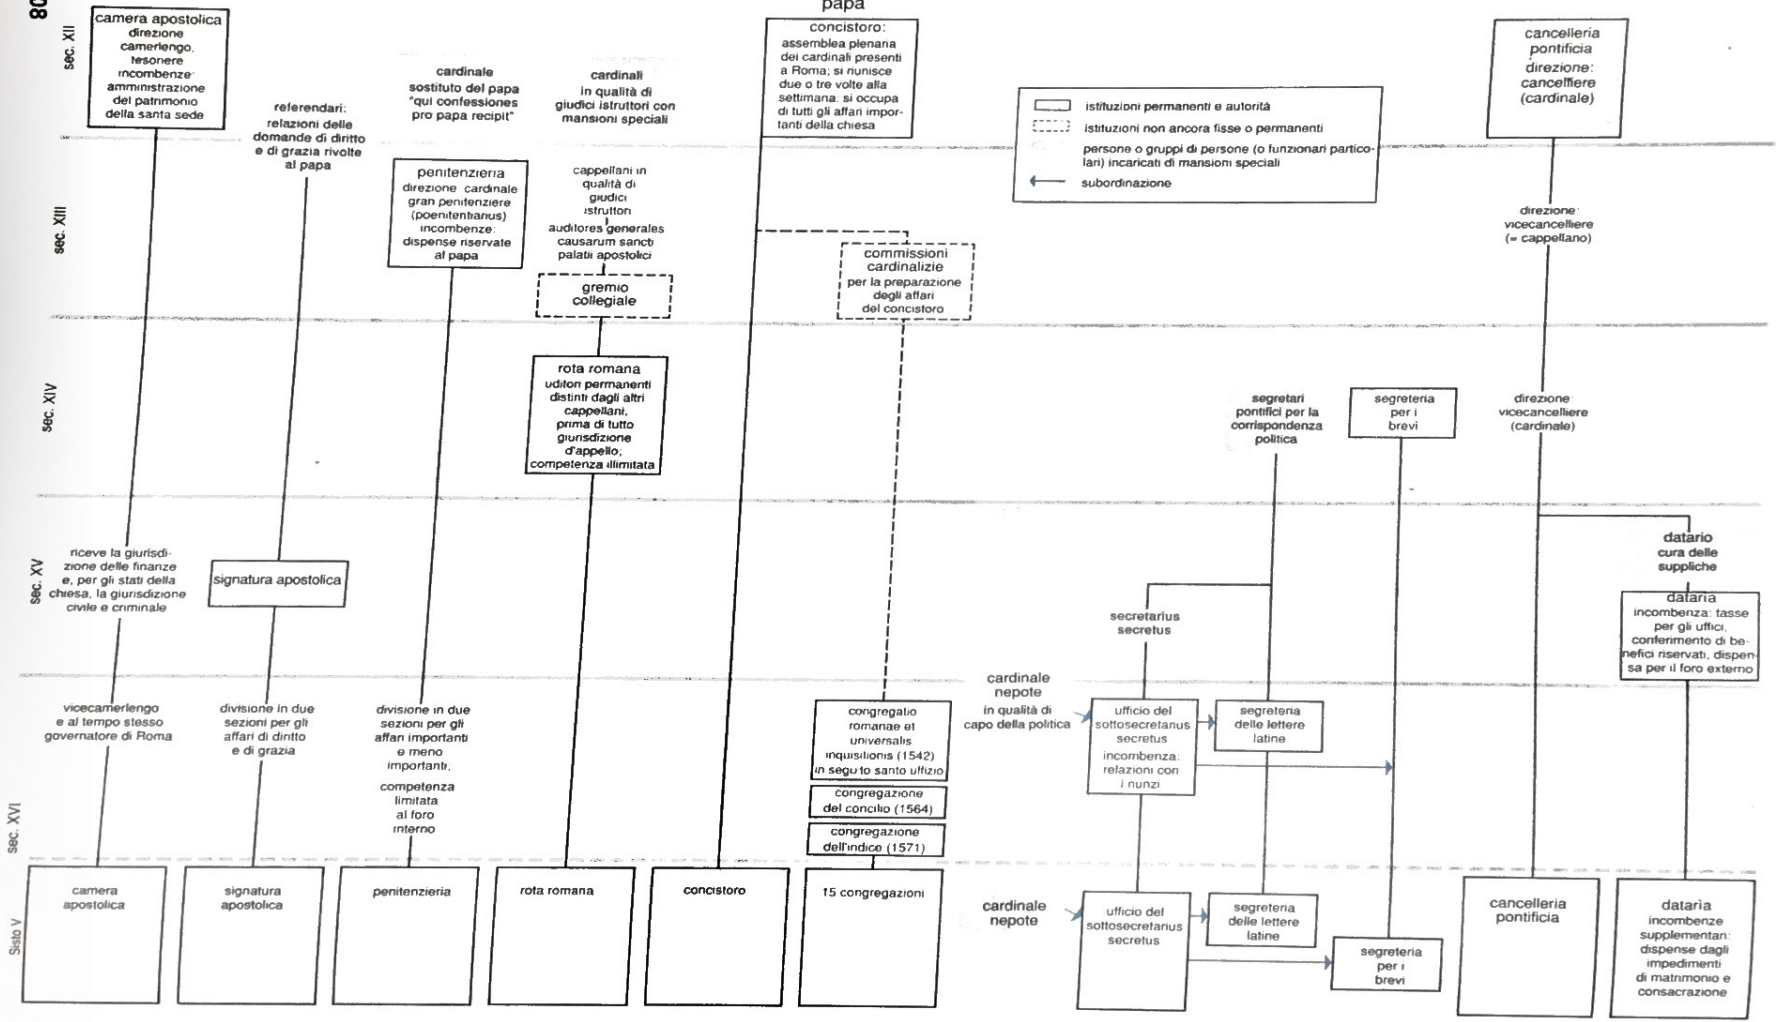 80
papa
sec. XII
camera apostolica
direzione
camerlengo,
tesoriere
incombenze:
amministrazione
del patrimonio
della santa sede
referendari:
relazioni delle
domande di diritto
e di grazia rivolte
al papa
cardinale
sostituto del papa
"qui confessiones
pro papa recipit"
cardinali
in qualità di
giudici istruttori con
mansioni speciali
concistoro:
assemblea plenaria
dei cardinali presenti
a Roma; si riunisce
due o tre volte alla
settimana. si occupa
di tutti gli affari impor-
tanti della chiesa
istituzioni permanenti e autorità
istituzioni non ancora fisse o permanenti
persone o gruppi di persone (o funzionari partico-
lari) incaricati di mansioni speciali
subordinazione
cancelleria
pontificia
direzione:
cancelliere
(cardinale)
sec. XIII
penitenzieria
direzione cardinale
gran penitenziere
(poenitentiarius)
incombenze:
dispense riservate
al papa
cappellani in
qualità di
giudici
istruttori
auditores generales
causarum sancti
palatii apostolici
gremio
collegiale
commissioni
cardinalizie
per la preparazione
degli affari
del concistoro
direzione:
vicecancelliere
(= cappellano)
sec. XIV
rota romana
uditori permanenti
distinti dagli altri
cappellani,
prima di tutto
giurisdizione
d'appello;
competenza illimitata
segretari
pontifici per la
corrispondenza
politica
segreteria
per i
brevi
direzione:
vicecancelliere
(cardinale)
sec. XV
riceve la giurisdi-
zione delle finanze
e, per gli stati della
chiesa, la giurisdizione
civile e criminale
signatura apostolica
secretarius
secretus
datario
cura delle
suppliche
dataria
incombenza: tasse
per gli uffici,
conferimento di be-
nefici riservati, dispen-
sa per il foro externo
sec. XVI
vicecamerlengo
e al tempo stesso
governatore di Roma
divisione in due
sezioni per gli
affari di diritto
e di grazia
divisione in due
sezioni per gli
affari importanti
e meno
importanti;
competenza
limitata
al foro
interno
congregatio
romanae et
universalis
inquisitionis (1542)
in seguito santo uffizio
congregazione
del concilio (1564)
congregazione
dell'indice (1571)
cardinale
nepote
in qualità di
capo della politica
ufficio del
sottosecretarius
secretus
incombenza:
relazioni con
i nunzi
segreteria
delle lettere
latine
Sisto V
camera
apostolica
signatura
apostolica
penitenzieria
rota romana
concistoro
15 congregazioni
cardinale
nepote
ufficio del
sottosecretarius
secretus
segreteria
delle lettere
latine
segreteria
per i
brevi
cancelleria
pontificia
datarìa
incombenze
supplementari:
dispense dagli
impedimenti
di matrimonio e
consacrazione